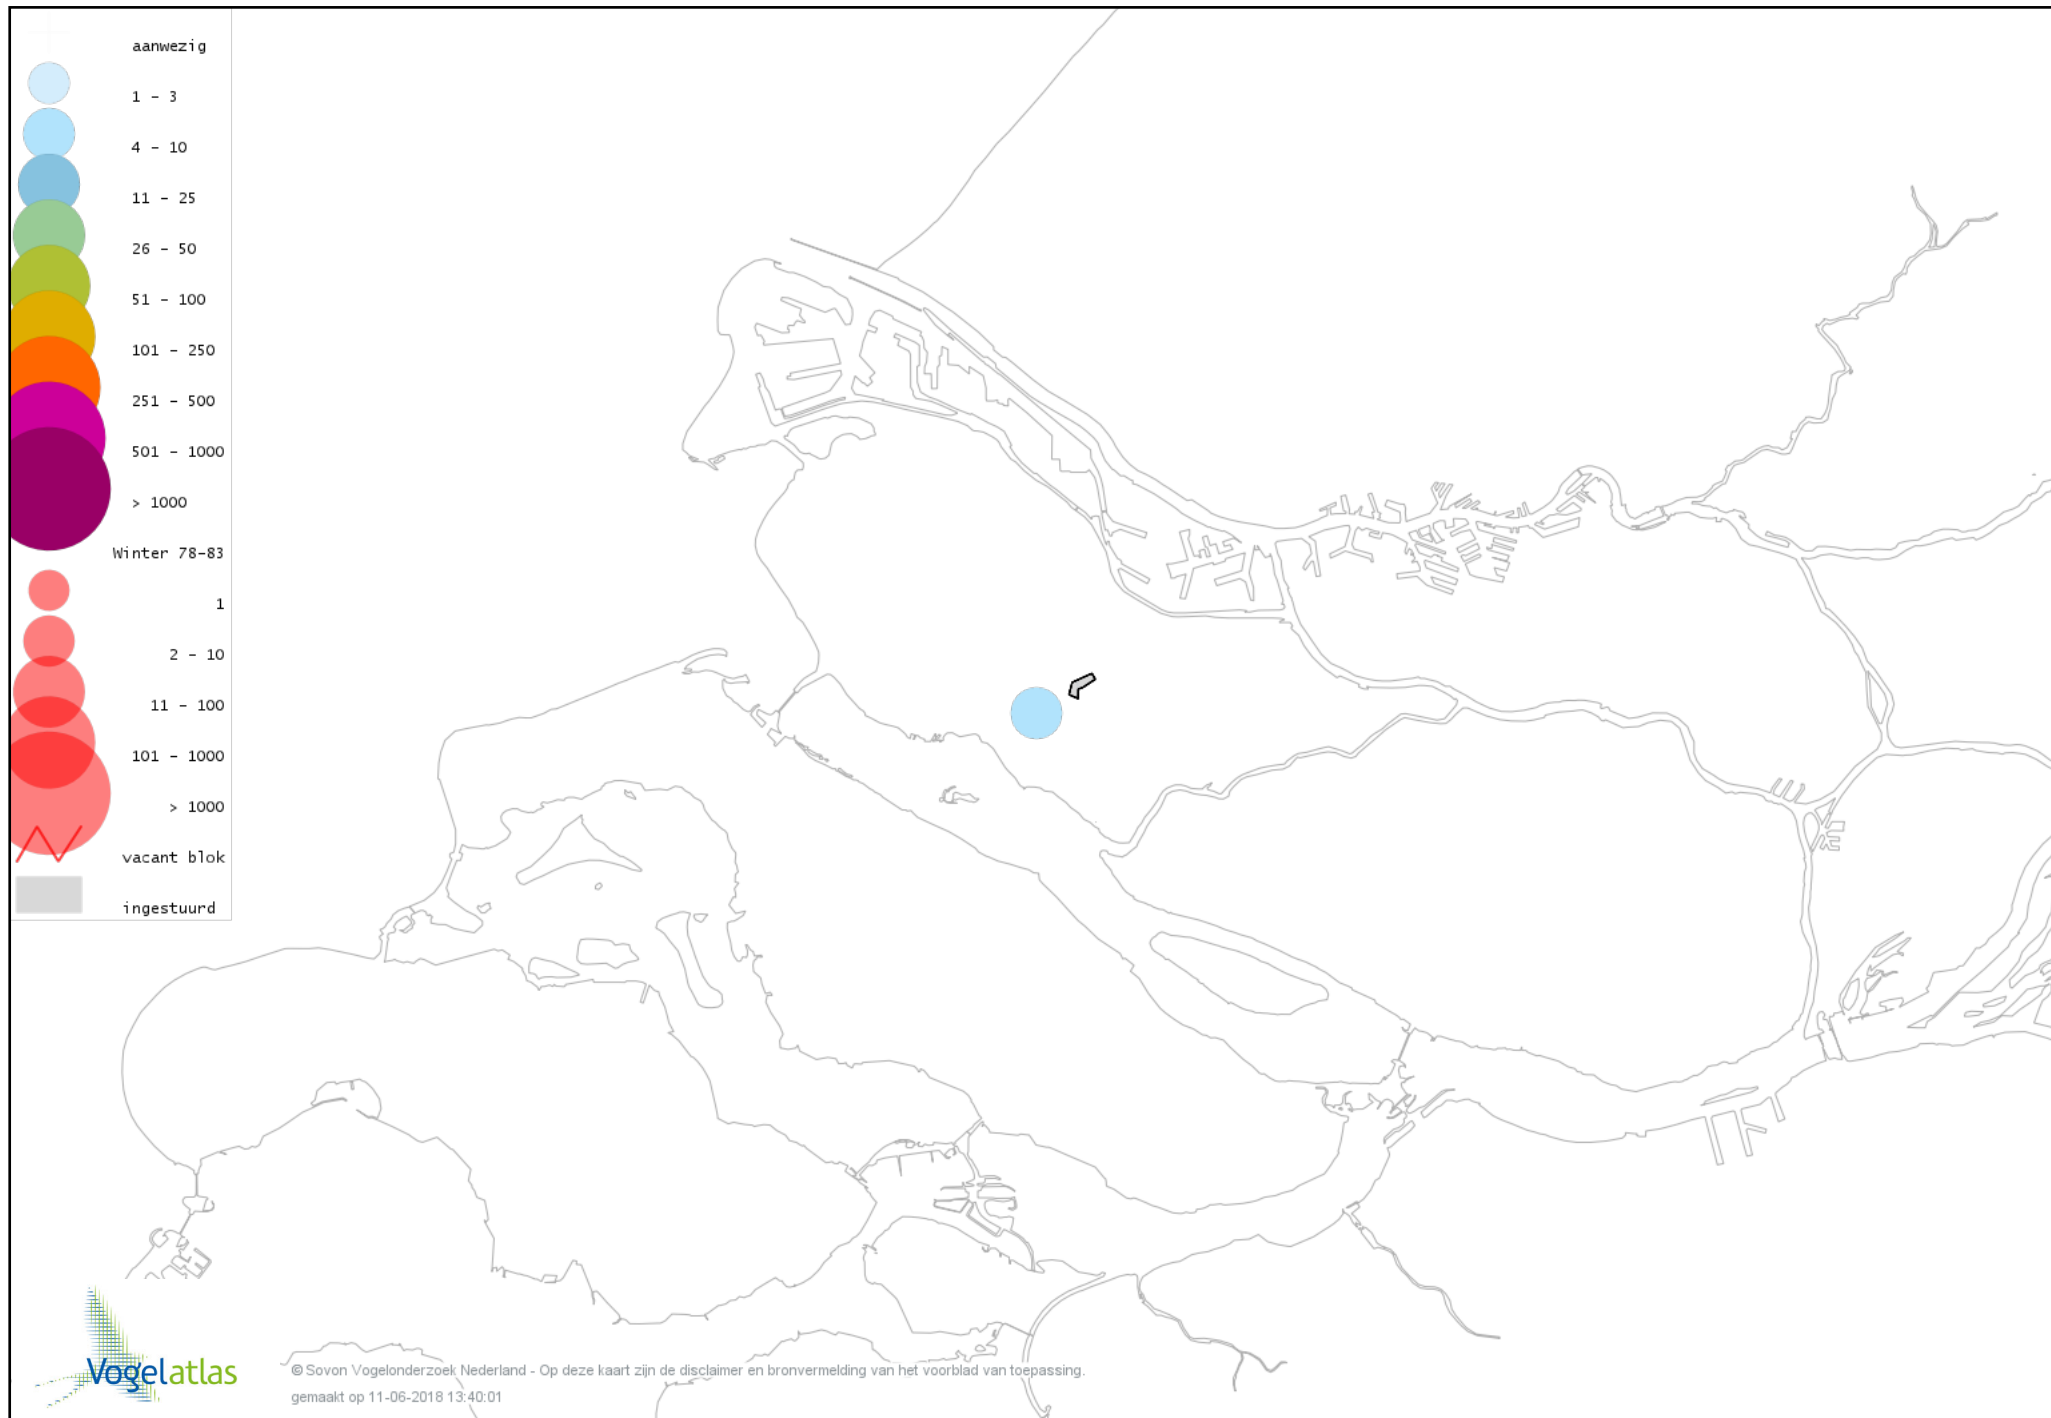 aanwezig
1 - 3
4 - 10
11 - 25
26 - 50
51 - 100
101 - 250
251 - 500
501 - 1000
> 1000
Winter 78-83
1
2 - 10
11 - 100
101 - 1000
> 1000
vacant blok
ingestuurd
Vogelatlas
© Sovon Vogelonderzoek Nederland - Op deze kaart zijn de disclaimer en bronvermelding van het voorblad van toepassing.
gemaakt op 11-06-2018 13:40:01